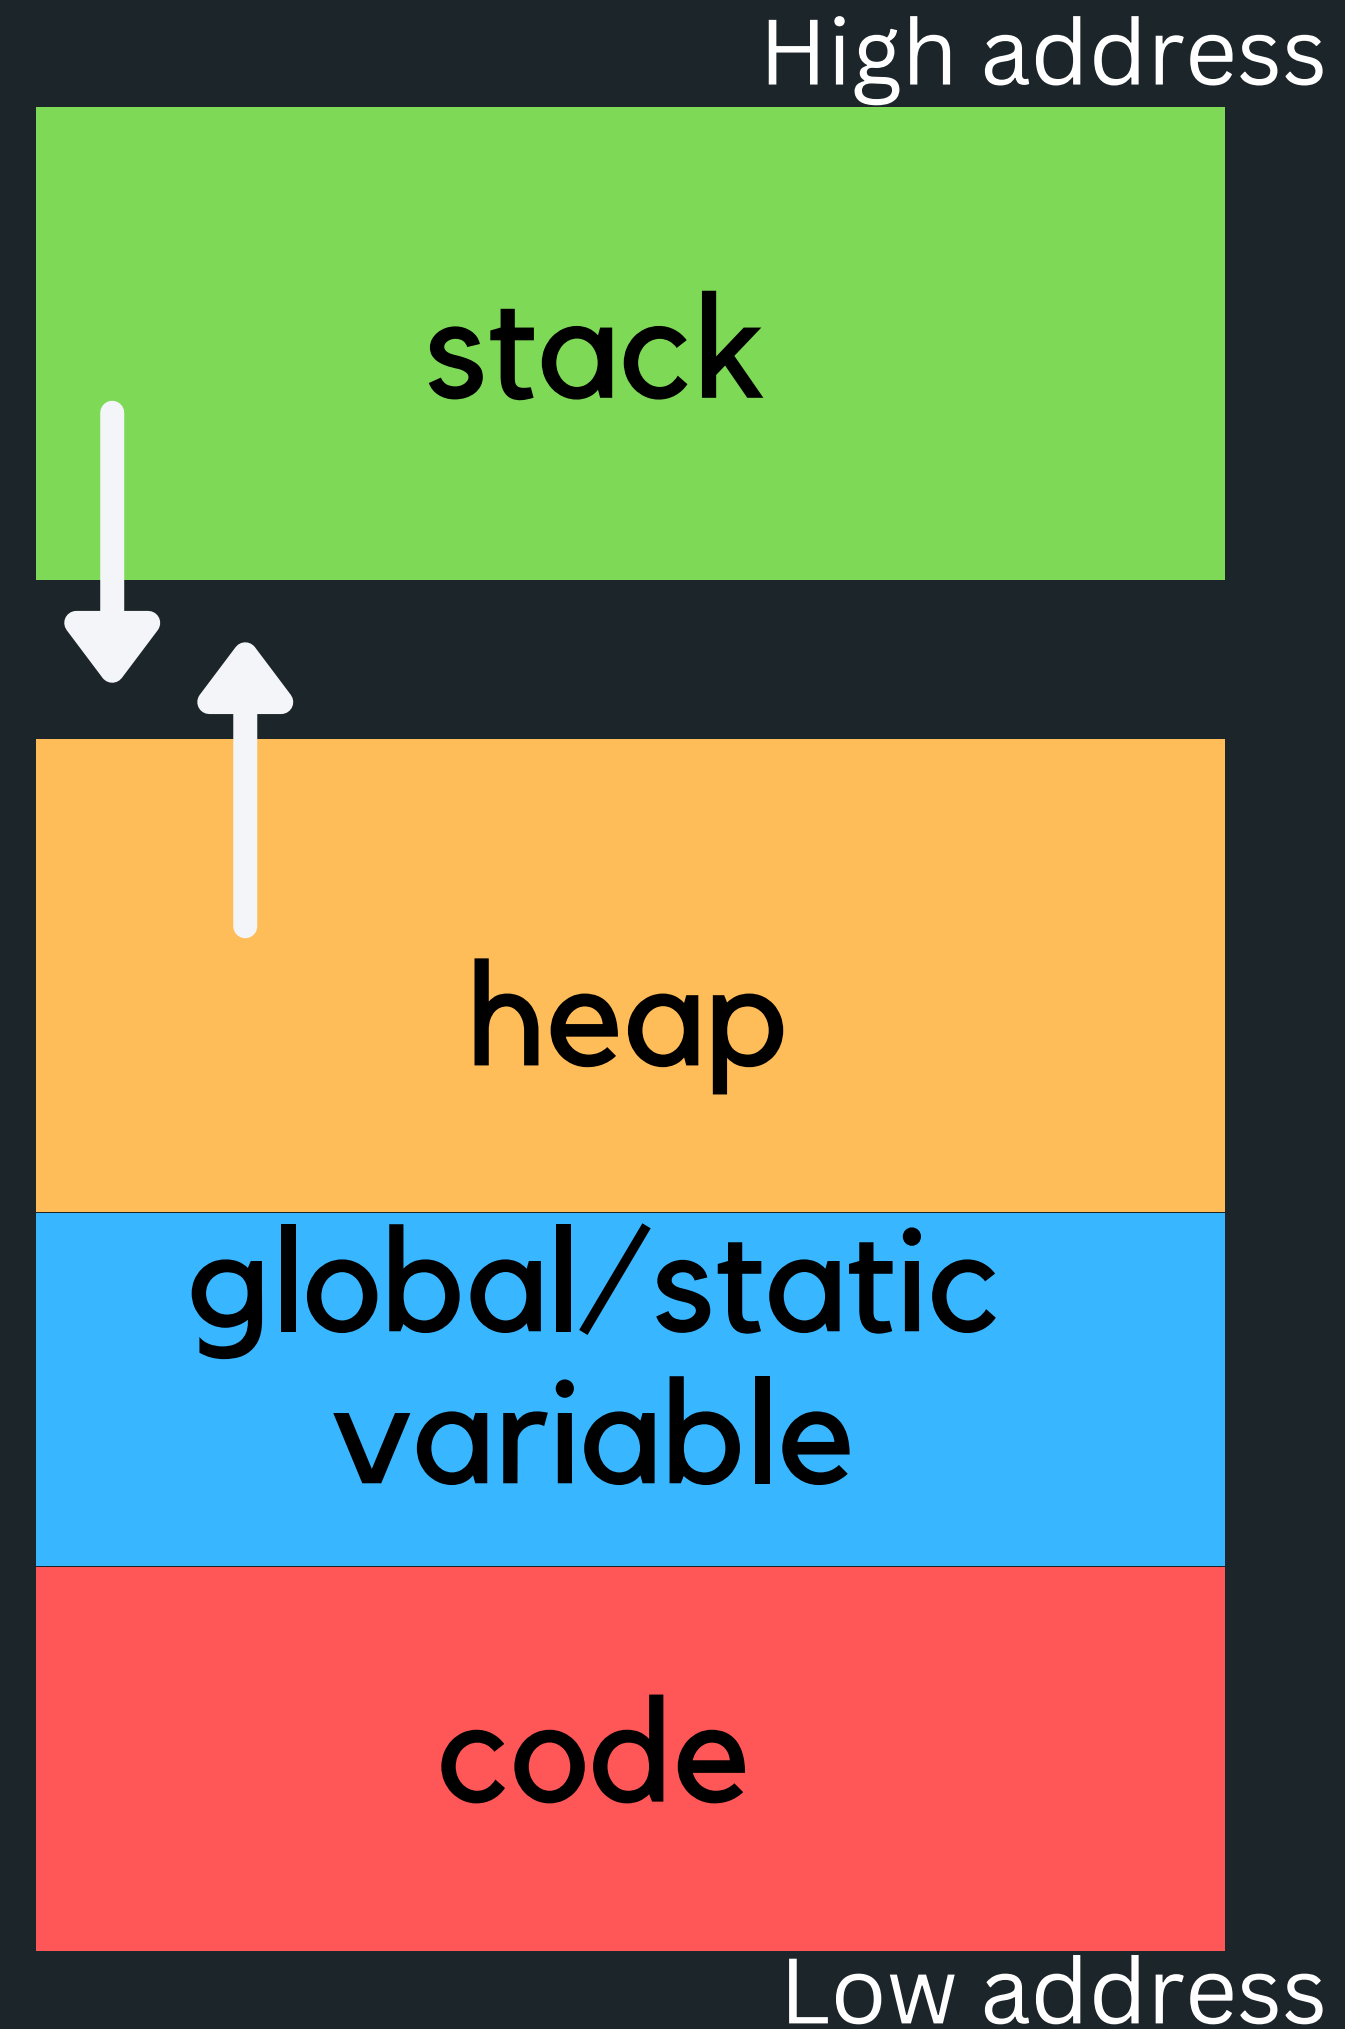 High address
stack
heap
global/static
variable
code
Low address